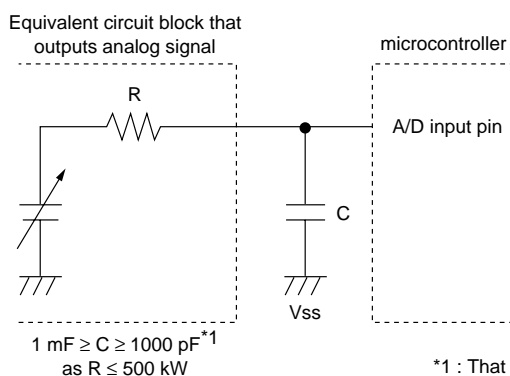 Equivalent circuit block that
outputs analog signal
microcontroller
R
A/D input pin
C
Vss
1 mF ≥ C ≥ 1000 pF*1
as R ≤ 500 kW
*1 : That